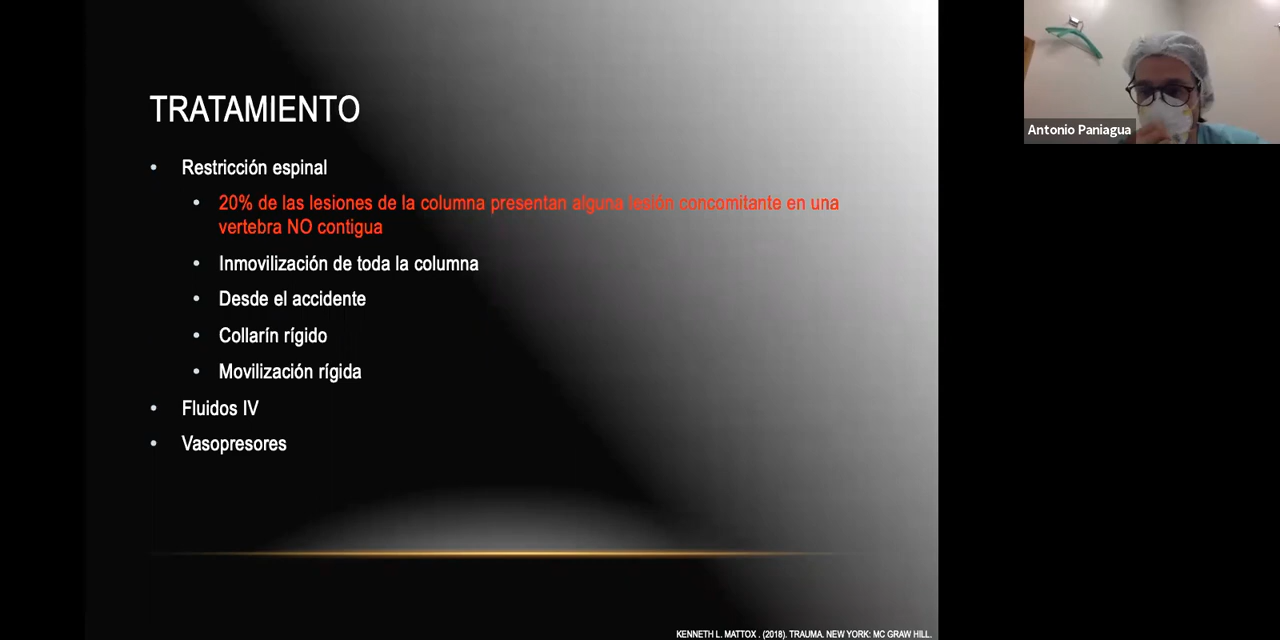 TRATAMIENTO
• Restricción espinal
• 20% de las lesiones de la columna presentan alguna lesión concomitante en una
vertebra NO contigua
• Inmovilización de toda la columna
• Desde el accidente
• Collarín rígido
• Movilización rígida
• Fluidos IV
• Vasopresores
KENNETH L. MATTOX . (2018). TRAUMA. NEW YORK: MC GRAW HILL.
Antonio Paniagua